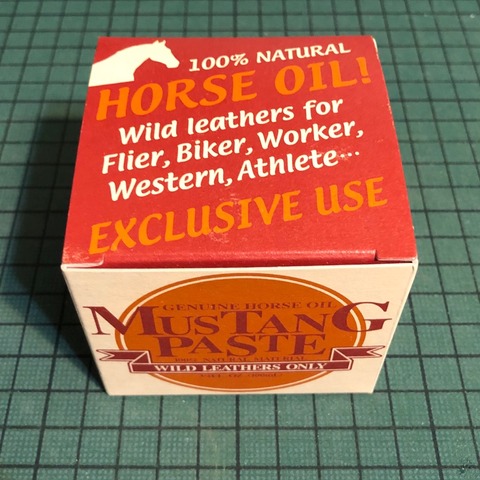 100% NATURAL
HORSE OIL!
Wild leathers for
Flier, Biker, Worker,
Western, Athlete…
EXCLUSIVE USE
GENUINE HORSE OIL
MUSTANG
PASTE
100% NATURAL MATERIAL
WILD LEATHERS ONLY